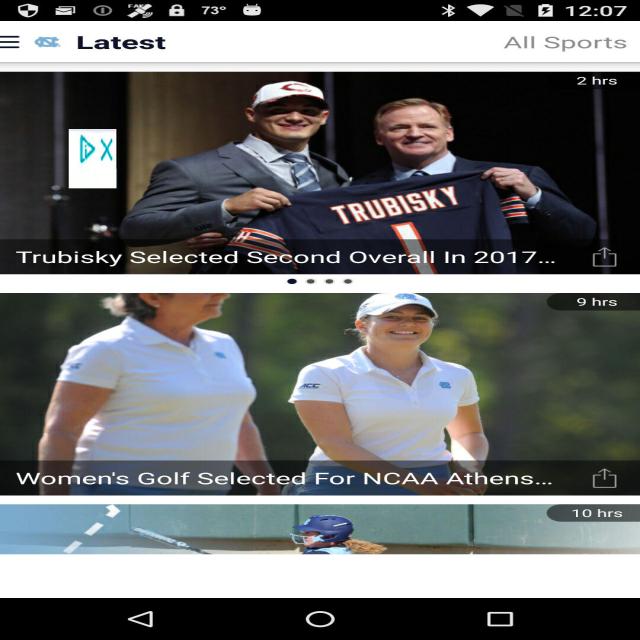 73° 12:07
Latest All Sports
2 hrs
TRUBISKY
1
Trubisky Selected Second Overall In 2017...
9 hrs
ACC
Women's Golf Selected For NCAA Athens...
10 hrs